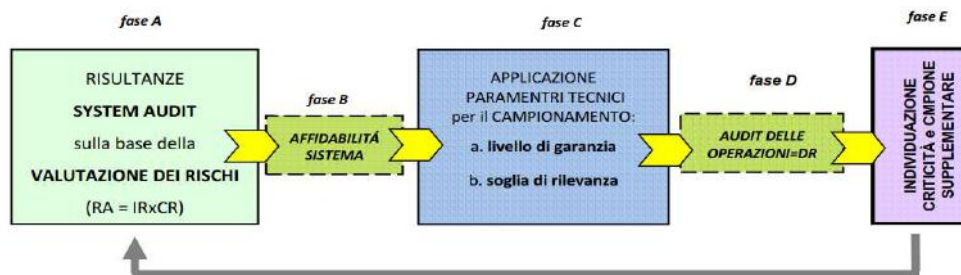 fase A
RISULTANZE
SYSTEM AUDIT
sulla base della
VALUTAZIONE DEI RISCHI
(RA = IRxCR)
fase B
AFFIDABILITÁ
SISTEMA
fase C
APPLICAZIONE
PARAMENTRI TECNICI
per il CAMPIONAMENTO:
a. livello di garanzia
b. soglia di rilevanza
fase D
AUDIT DELLE
OPERAZIONI=DR
fase E
INDIVIDUAZIONE
CRITICITÀ e CMPIONE
SUPPLEMENTARE